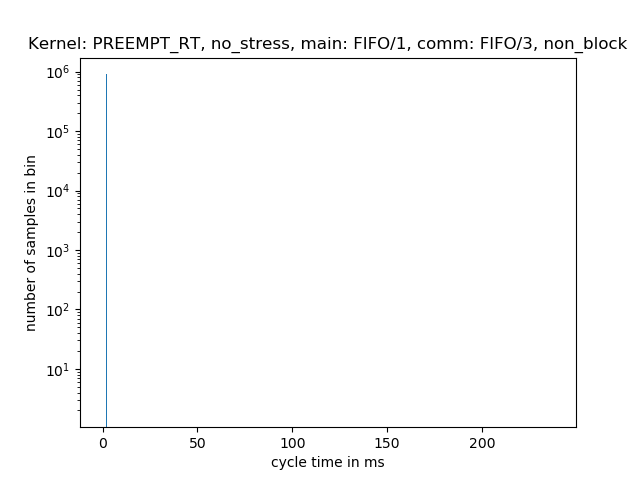 Kernel: PREEMPT_RT, no_stress, main: FIFO/1, comm: FIFO/3, non_block
10⁶
10⁵
10⁴
10³
10²
10¹
number of samples in bin
0 50 100 150 200
cycle time in ms